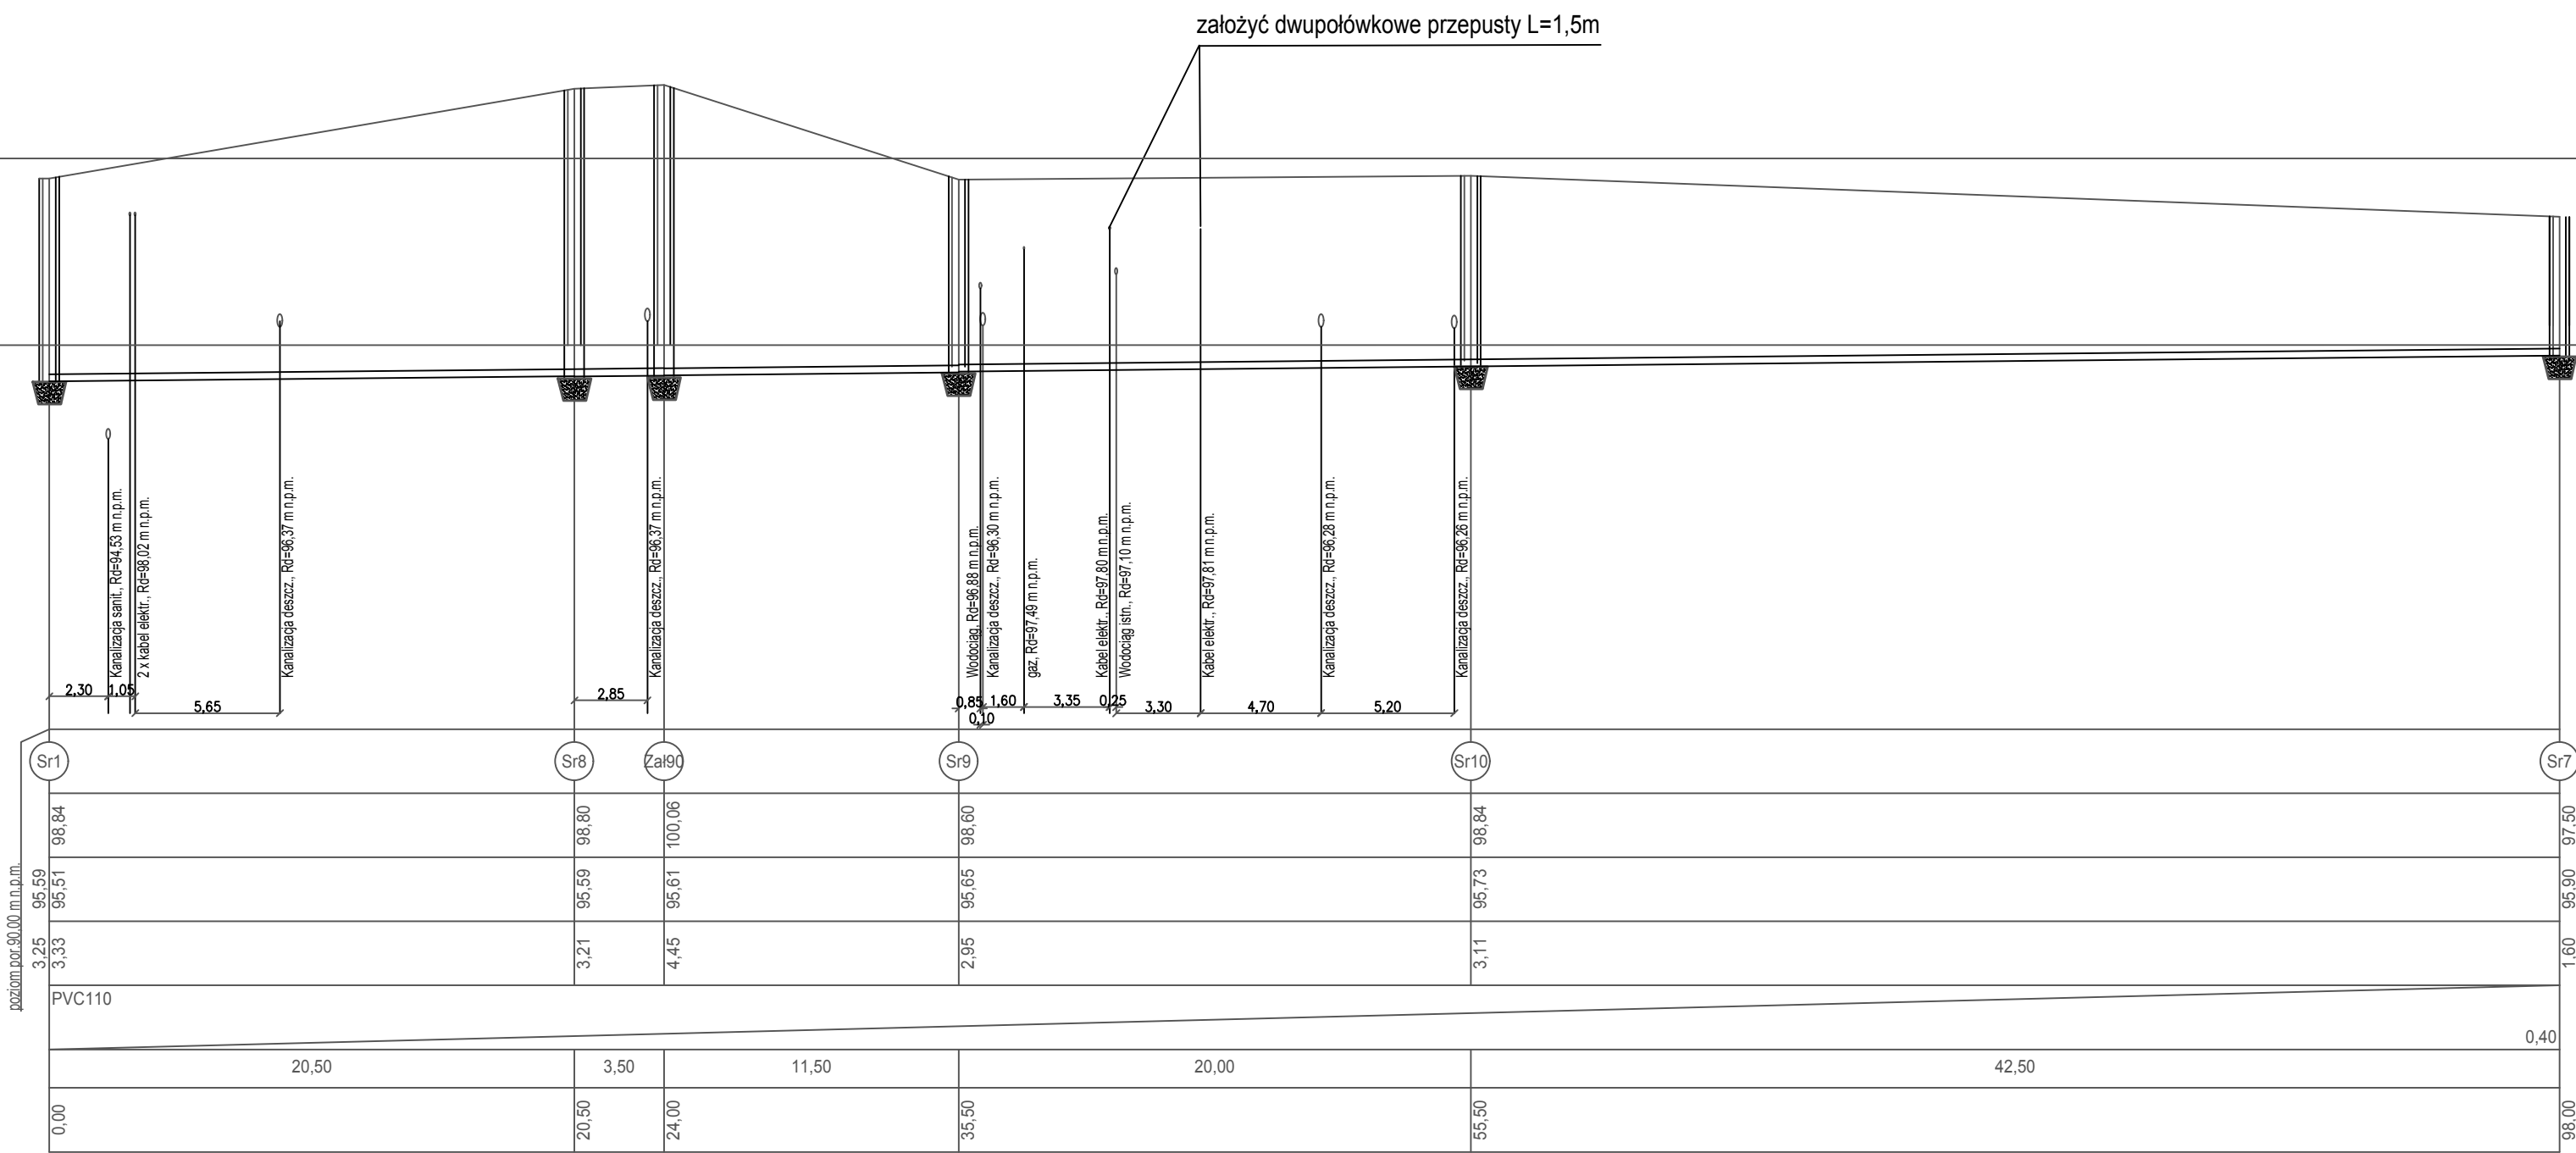 założyć dwupołówkowe przepusty L=1,5m
Kanalizacja sanit., Rd=94,53 m n.p.m.
2 x kabel elektr., Rd=98,02 m n.p.m.
Kanalizacja deszcz., Rd=96,37 m n.p.m.
Kanalizacja deszcz., Rd=96,37 m n.p.m.
Wodociąg, Rd=96,88 m n.p.m.
Kanalizacja deszcz., Rd=96,30 m n.p.m.
gaz, Rd=97,49 m n.p.m.
Kabel elektr., Rd=97,80 m n.p.m.
Wodociąg istn., Rd=97,10 m n.p.m.
Kabel elektr., Rd=97,81 m n.p.m.
Kanalizacja deszcz., Rd=96,28 m n.p.m.
Kanalizacja deszcz., Rd=96,26 m n.p.m.
2,30 1,05 5,65 2,85 0,85 0,10 1,60 3,35 0,25 3,30 4,70 5,20
Sr1 Sr8 Zał90 Sr9 Sr10 Sr7
98,84 98,80 100,06 98,60 98,84 97,50
95,59 95,51 95,59 95,61 95,65 95,73 95,90
3,25 3,33 3,21 4,45 2,95 3,11 1,60
poziom por.90.00 m n.p.m.
PVC110
0,40
20,50 3,50 11,50 20,00 42,50
0,00 20,50 24,00 35,50 55,50 98,00